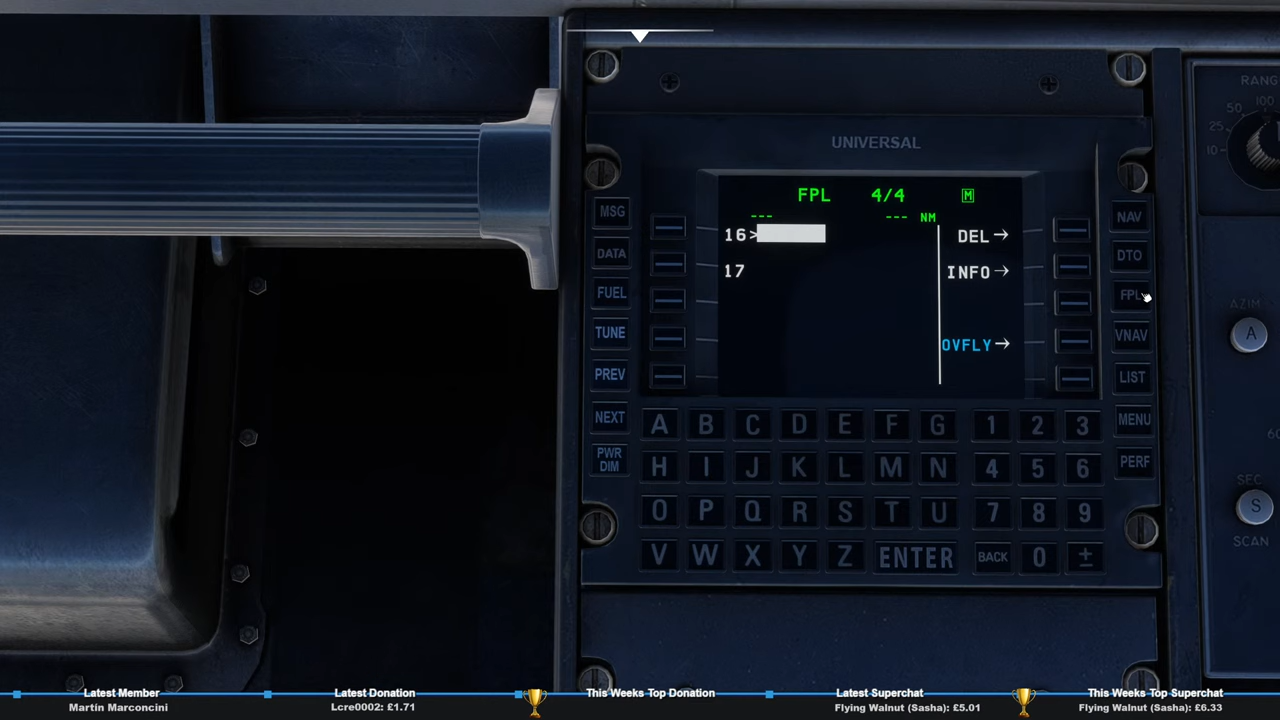 UNIVERSAL
FPL 4/4 M
--- --- NM
16> DEL→
17 INFO→
OVFLY→
MSG
DATA
FUEL
TUNE
PREV
NEXT
PWR
DIM
NAV
DTO
FPL
VNAV
LIST
MENU
PERF
A B C D E F G 1 2 3
H I J K L M N 4 5 6
O P Q R S T U 7 8 9
V W X Y Z ENTER BACK 0 ±
RANG
100
50
25
10
AZIM
A
60
SEC
S
SCAN
Latest Member
Martin Marconcini
Latest Donation
Lcre0002: £1.71
This Weeks Top Donation
Latest Superchat
Flying Walnut (Sasha): £5.01
This Weeks Top Superchat
Flying Walnut (Sasha): £6.33